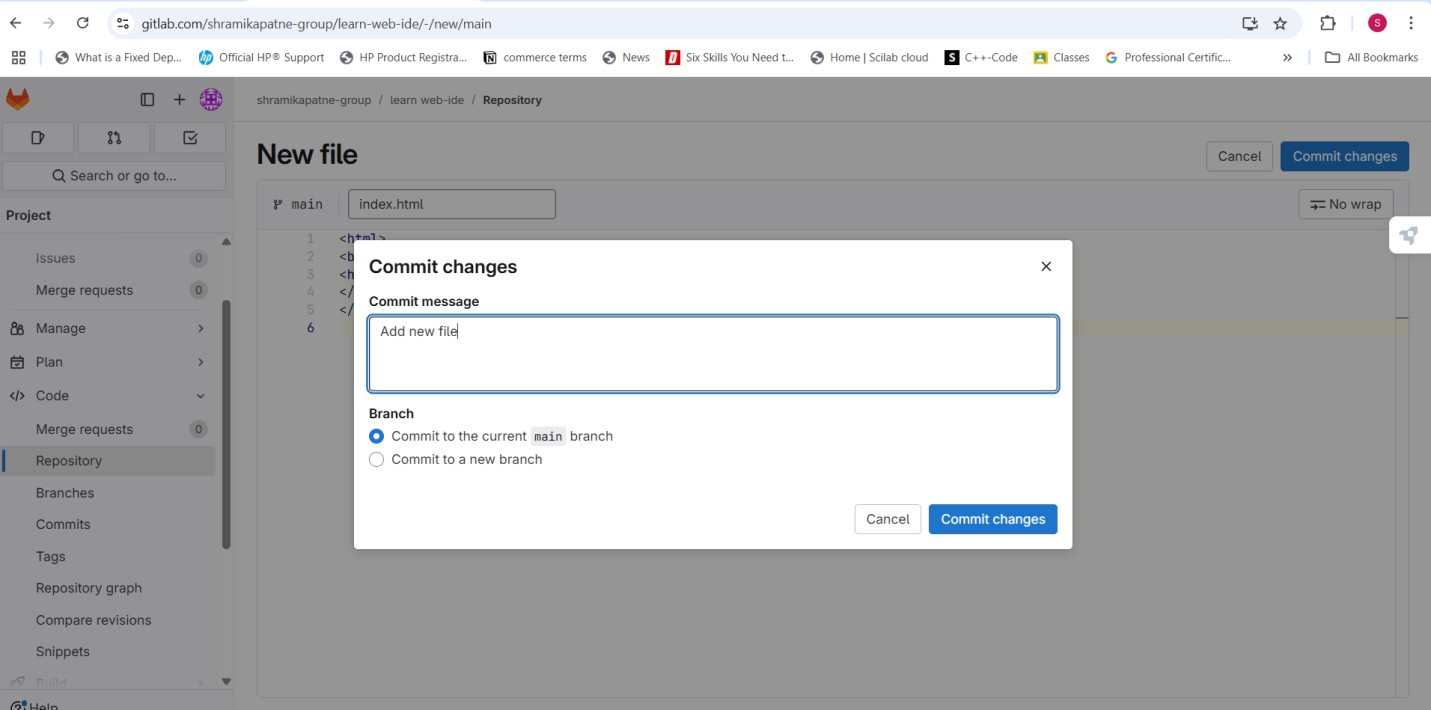 gitlab.com/shramikapatne-group/learn-web-ide/-/new/main
S
What is a Fixed Dep... Official HP® Support HP Product Registra... commerce terms News Six Skills You Need t... Home | Scilab cloud S C++-Code Classes Professional Certific... » All Bookmarks
shramikapatne-group / learn web-ide / Repository
New file
Cancel Commit changes
Search or go to...
main index.html No wrap
Project
Issues 0
Merge requests 0
Manage
Plan
Code
Merge requests 0
Repository
Branches
Commits
Tags
Repository graph
Compare revisions
Snippets
Build
Help
1 <html>
2 <b
3 <h
4 </
5 </
6
Commit changes
Commit message
Add new file
Branch
Commit to the current main branch
Commit to a new branch
Cancel Commit changes